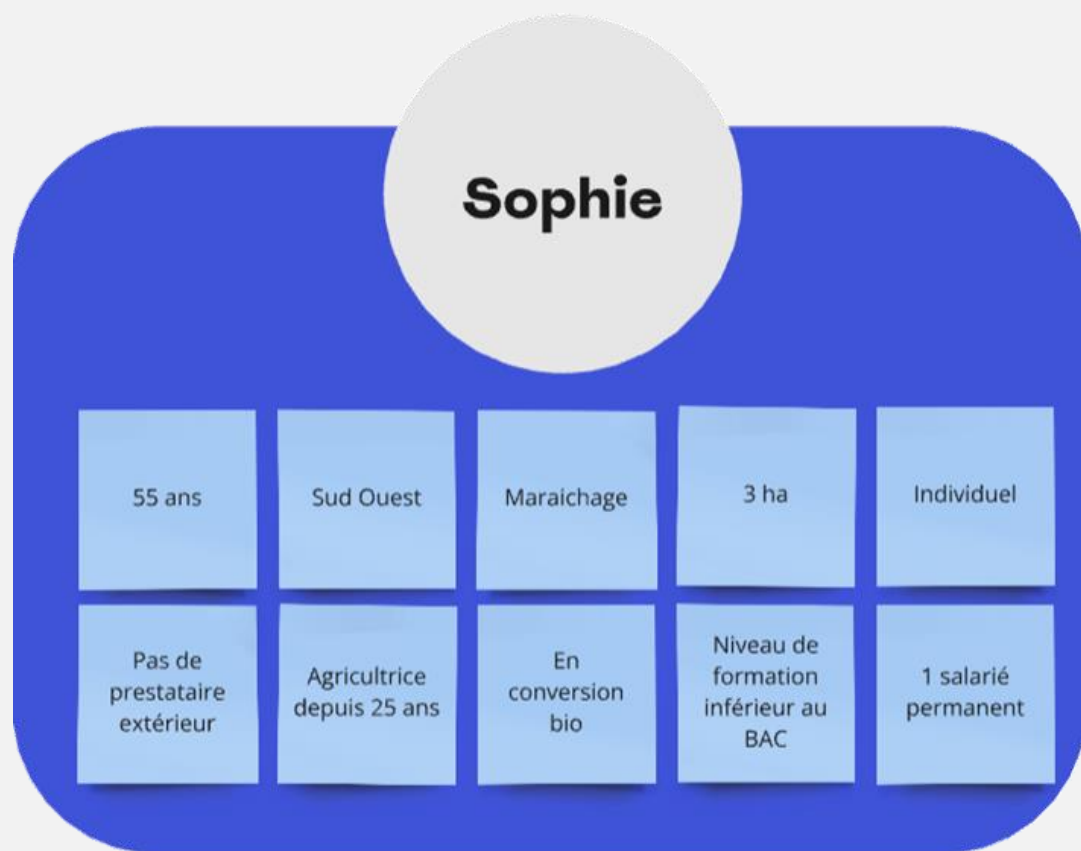 Sophie
55 ans
Sud Ouest
Maraichage
3 ha
Individuel
Pas de
prestataire
extérieur
Agricultrice
depuis 25 ans
En
conversion
bio
Niveau de
formation
inférieur au
BAC
1 salarié
permanent